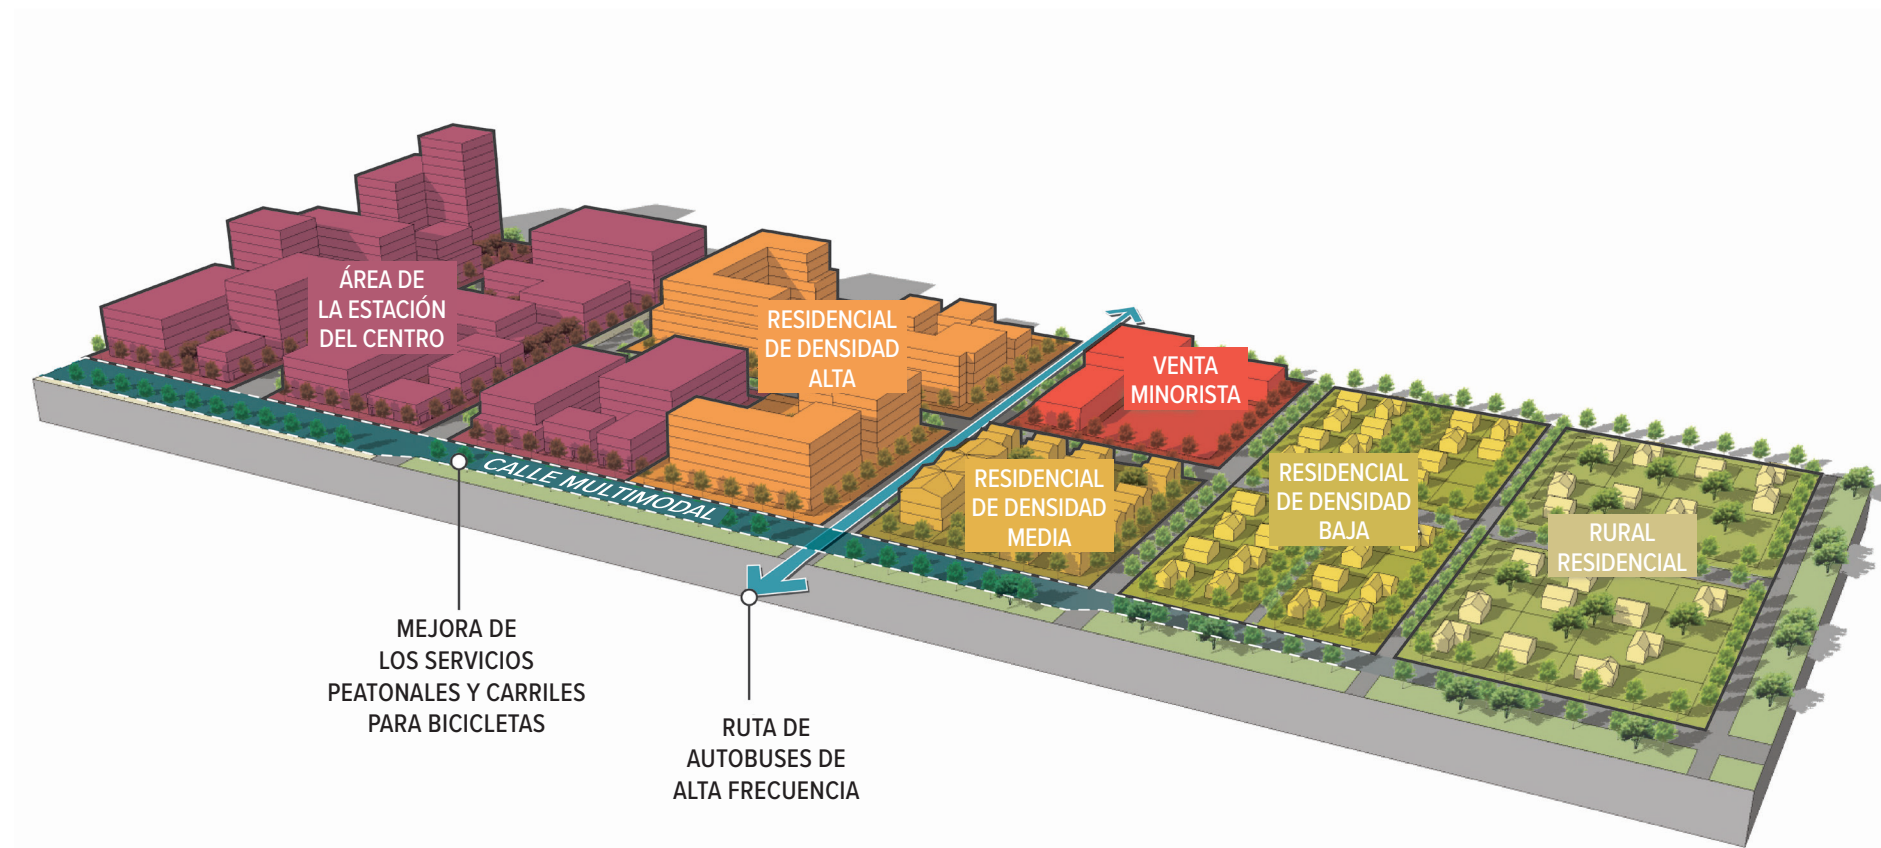 ÁREA DE
LA ESTACIÓN
DEL CENTRO
RESIDENCIAL
DE DENSIDAD
ALTA
VENTA
MINORISTA
RESIDENCIAL
DE DENSIDAD
MEDIA
RESIDENCIAL
DE DENSIDAD
BAJA
RURAL
RESIDENCIAL
CALLE MULTIMODAL
MEJORA DE
LOS SERVICIOS
PEATONALES Y CARRILES
PARA BICICLETAS
RUTA DE
AUTOBUSES DE
ALTA FRECUENCIA